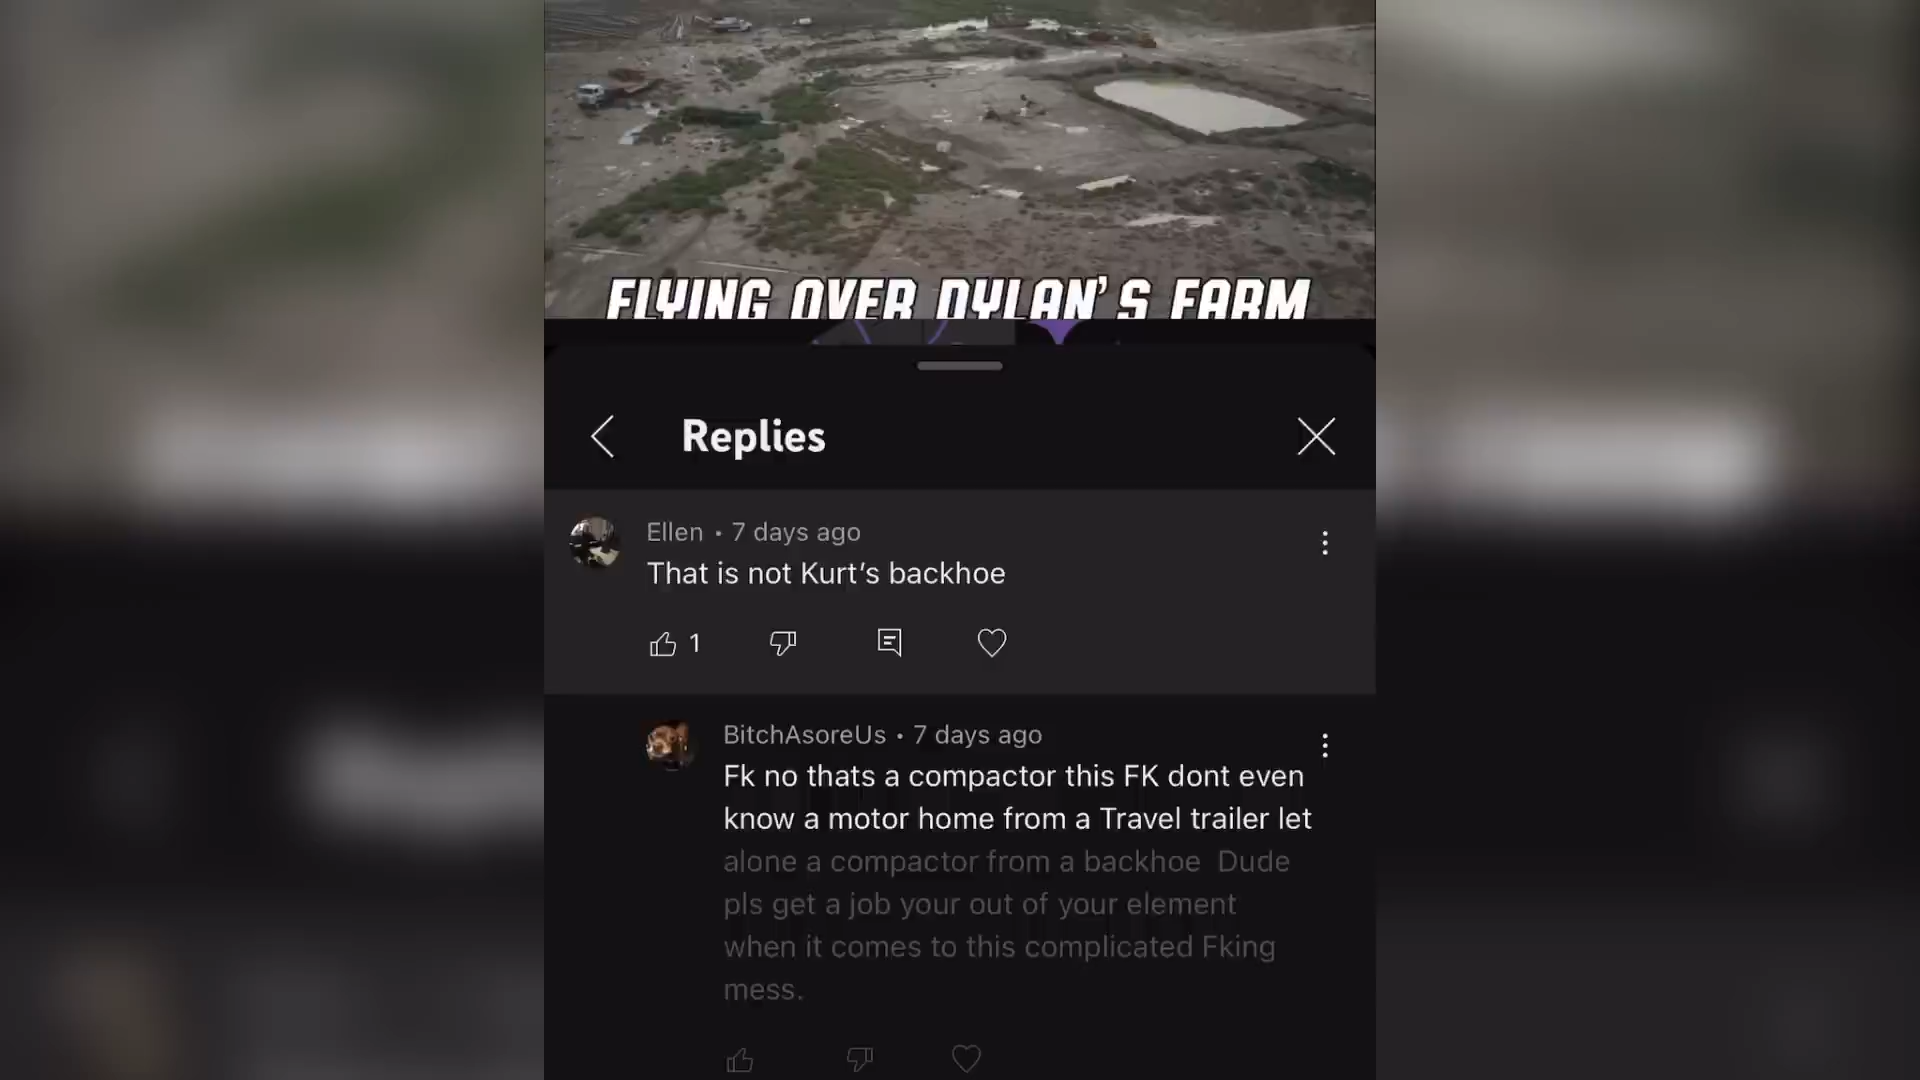 FLYING OVER DYLAN'S FARM
Replies
Ellen • 7 days ago
That is not Kurt's backhoe
1
BitchAsoreUs • 7 days ago
Fk no thats a compactor this FK dont even
know a motor home from a Travel trailer let
alone a compactor from a backhoe  Dude
pls get a job your out of your element
when it comes to this complicated Fking
mess.